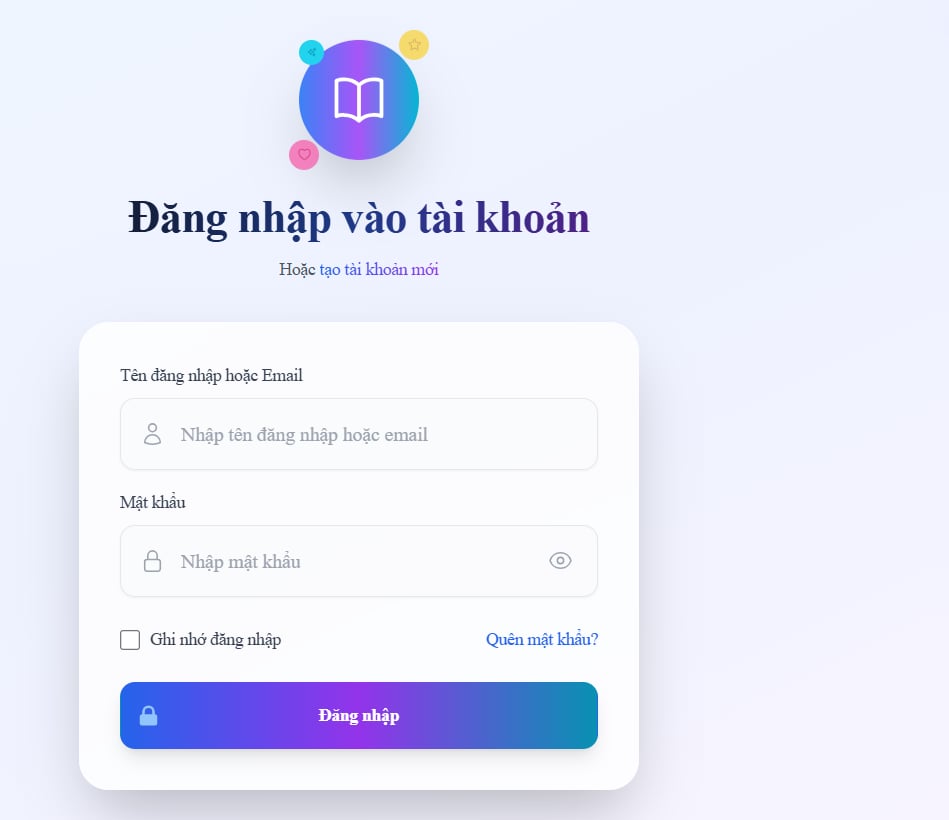 Đăng nhập vào tài khoản
Hoặc tạo tài khoản mới
Tên đăng nhập hoặc Email
Nhập tên đăng nhập hoặc email
Mật khẩu
Nhập mật khẩu
Ghi nhớ đăng nhập
Quên mật khẩu?
Đăng nhập